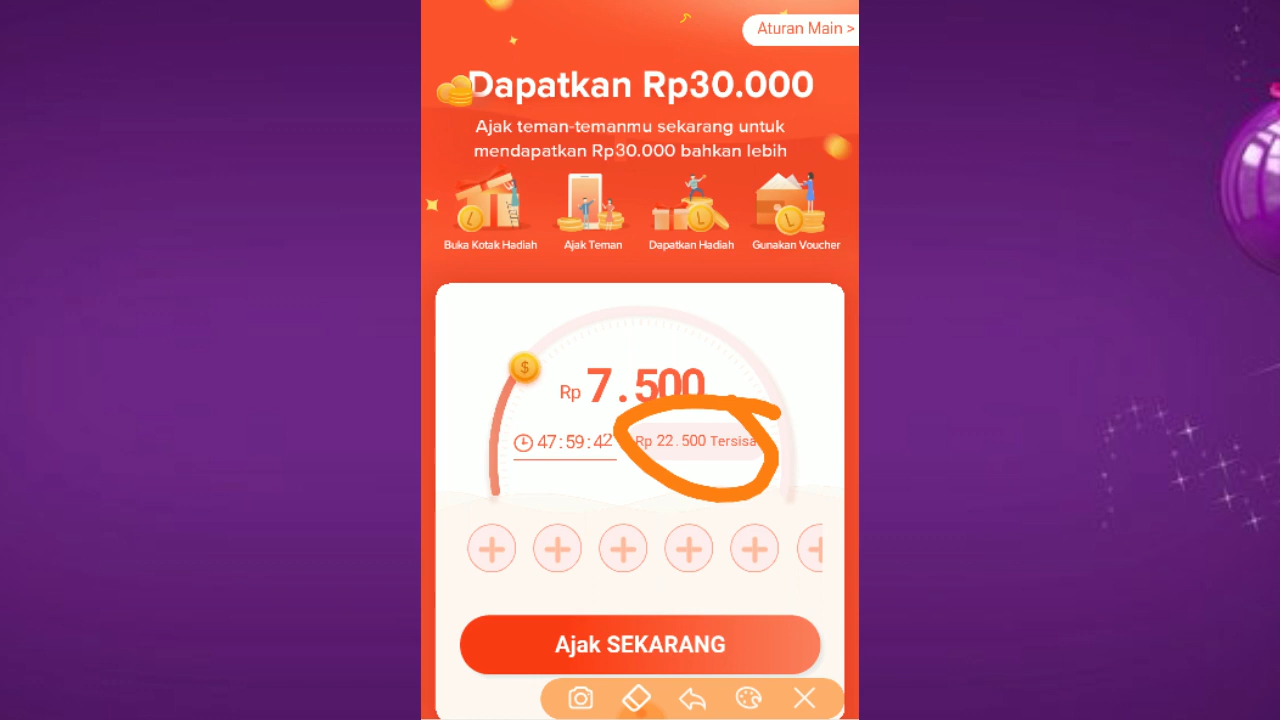 Aturan Main >
Dapatkan Rp30.000
Ajak teman-temanmu sekarang untuk
mendapatkan Rp30.000 bahkan lebih
Buka Kotak Hadiah
Ajak Teman
Dapatkan Hadiah
Gunakan Voucher
$
Rp 7.500
47:59:42
Rp 22.500 Tersisa
Ajak SEKARANG